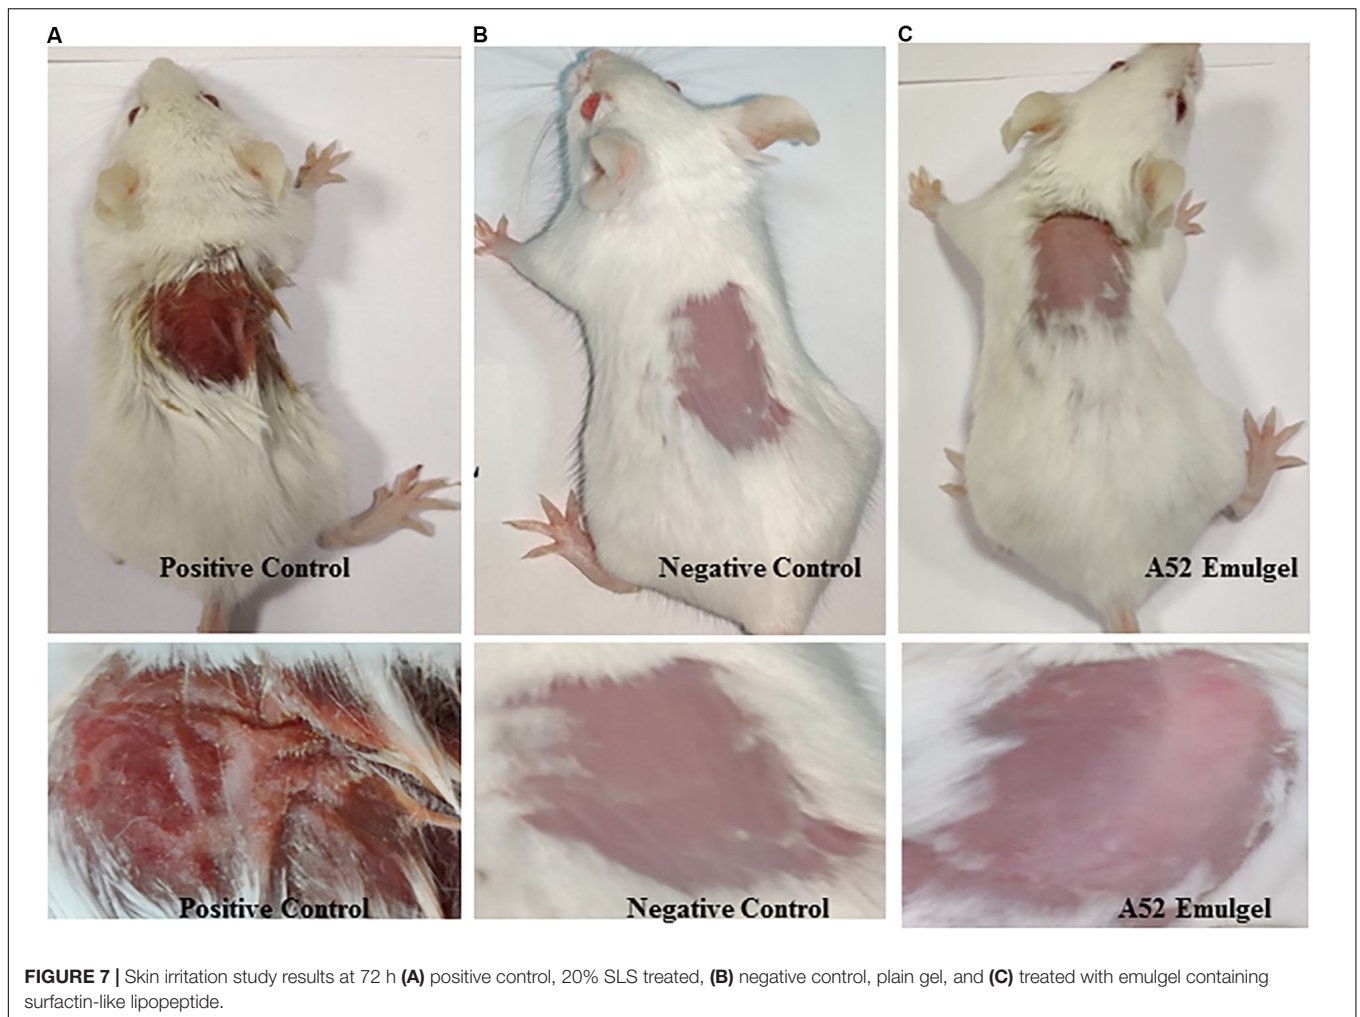 A
B
C
Positive Control
Negative Control
A52 Emulgel
Positive Control
Negative Control
A52 Emulgel
FIGURE 7 | Skin irritation study results at 72 h (A) positive control, 20% SLS treated, (B) negative control, plain gel, and (C) treated with emulgel containing
surfactin-like lipopeptide.